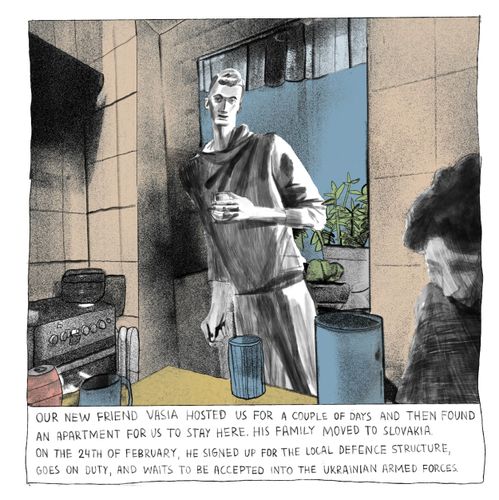 OUR NEW FRIEND VASIA HOSTED US FOR A COUPLE OF DAYS AND THEN FOUND
AN APARTMENT FOR US TO STAY HERE. HIS FAMILY MOVED TO SLOVAKIA.
ON THE 24TH OF FEBRUARY, HE SIGNED UP FOR THE LOCAL DEFENCE STRUCTURE,
GOES ON DUTY, AND WAITS TO BE ACCEPTED INTO THE UKRAINIAN ARMED FORCES.